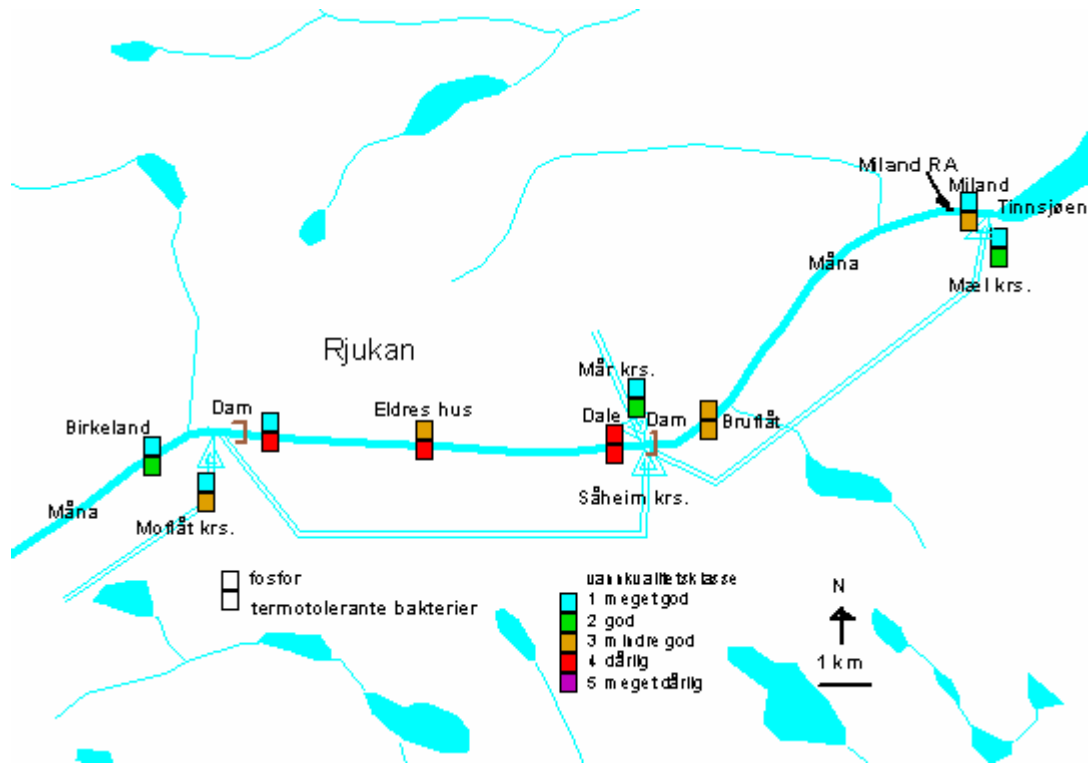 Miland RA
Miland
Tinnsjøen
Måna
Mæl krs.
Rjukan
Mår krs.
Dam
Eldres hus
Dale
Dam
Birkeland
Bruflåt
Måna
Såheim krs.
Moflåt krs.
fosfor
termotolerante bakterier
vannkvalitetsklasse
1 meget god
2 god
3 mindre god
4 dårlig
5 meget dårlig
N
1 km